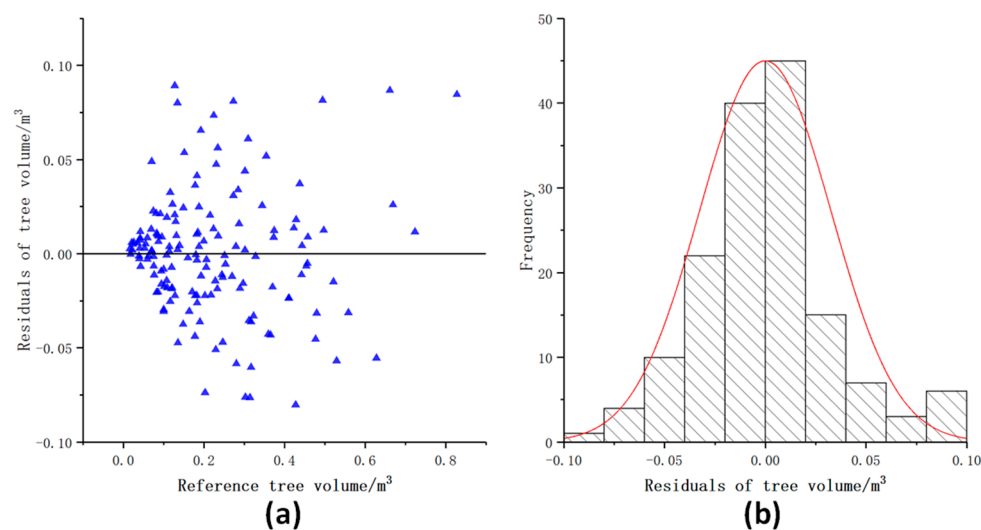 0.10
0.05
0.00
-0.05
-0.10
Residuals of tree volume/m³
0.0 0.2 0.4 0.6 0.8
Reference tree volume/m³
(a)
50
40
30
20
10
0
Frequency
-0.10 -0.05 0.00 0.05 0.10
Residuals of tree volume/m³
(b)